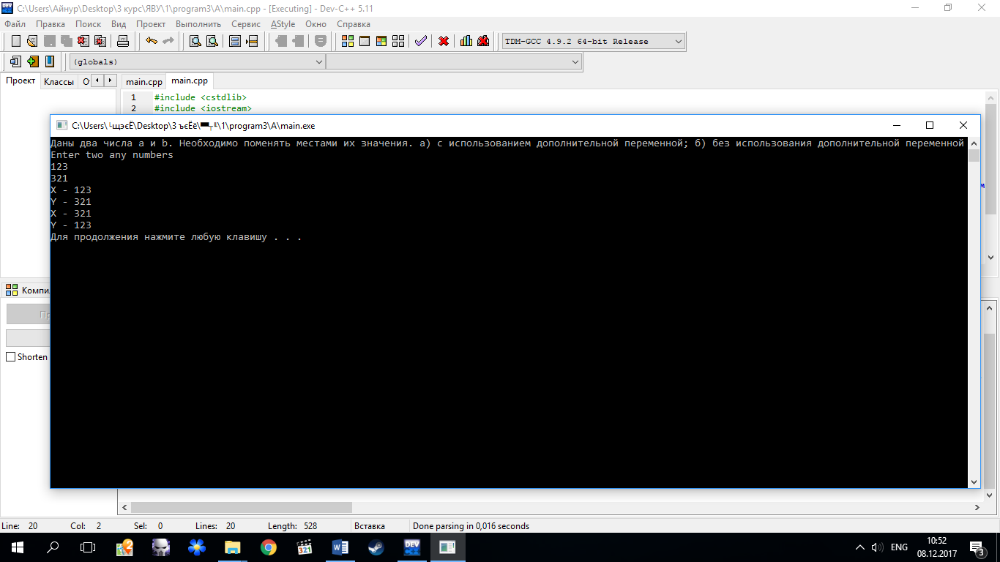 C:\Users\Айнур\Desktop\3 курс\ЯВУ\1\program3\A\main.cpp - [Executing] - Dev-C++ 5.11
Файл Правка Поиск Вид Проект Выполнить Сервис AStyle Окно Справка
TDM-GCC 4.9.2 64-bit Release
(globals)
Проект Классы main.cpp main.cpp
1 #include <cstdlib>
2 #include <iostream>
C:\Users\└щэєЁ\Desktop\3 ъєЁё\▀┬╙\1\program3\A\main.exe
Даны два числа a и b. Необходимо поменять местами их значения. а) с использованием дополнительной переменной; б) без использования дополнительной переменной
Enter two any numbers
123
321
X - 123
Y - 321
X - 321
Y - 123
Для продолжения нажмите любую клавишу . . .
Shorten
Line: 20 Col: 2 Sel: 0 Lines: 20 Length: 528 Вставка Done parsing in 0,016 seconds
ENG
10:52
08.12.2017
3